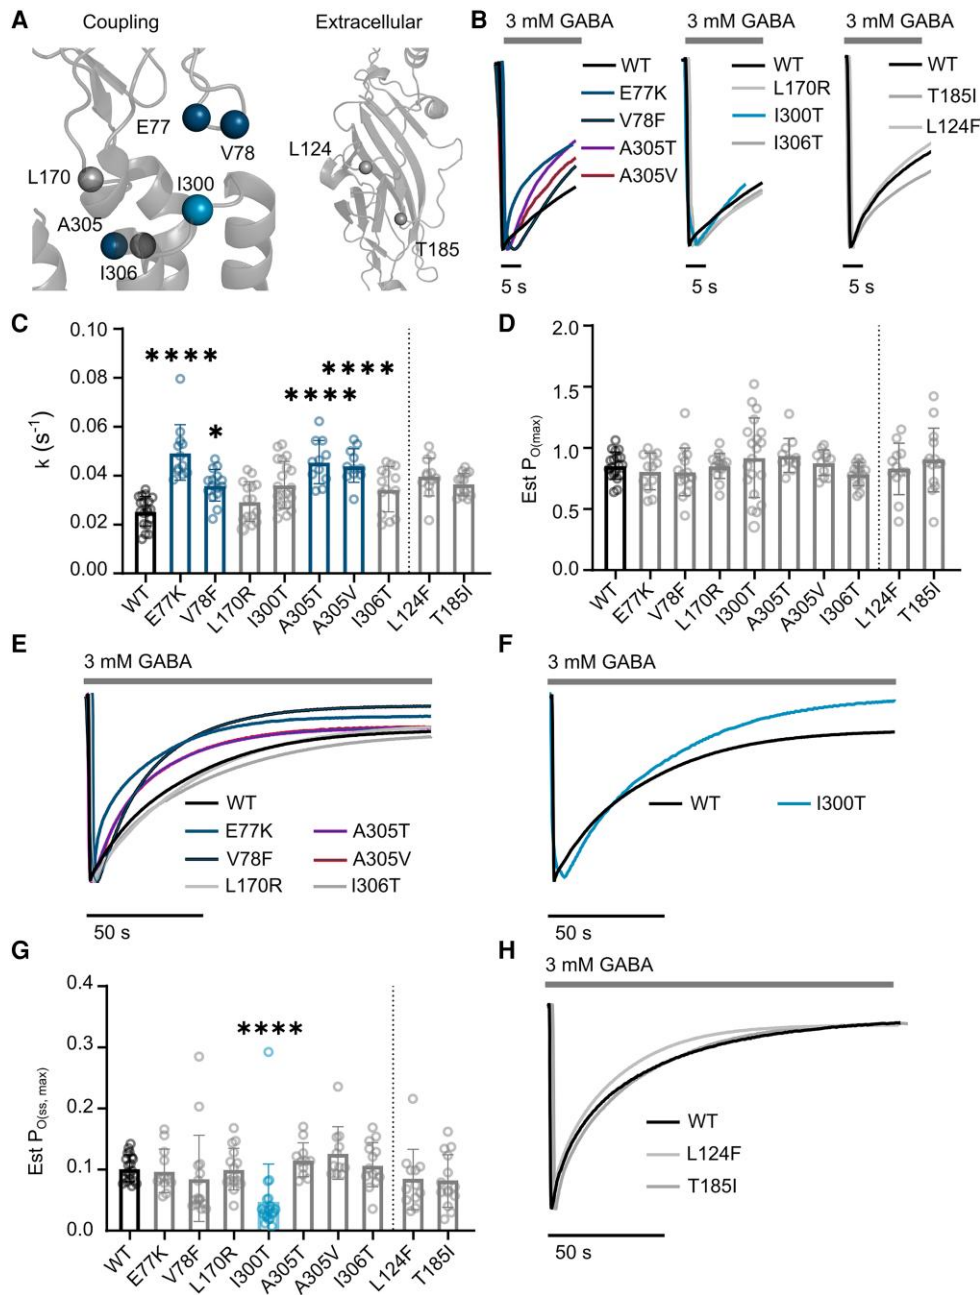 A
Coupling
Extracellular
E77
V78
L170
I300
A305
I306
L124
T185
B
3 mM GABA
WT
E77K
V78F
A305T
A305V
5 s
3 mM GABA
WT
L170R
I300T
I306T
5 s
3 mM GABA
WT
T185I
L124F
5 s
C
k (s⁻¹)
0.10
0.08
0.06
0.04
0.02
0.00
****
*
****
****
WT
E77K
V78F
L170R
I300T
A305T
A305V
I306T
L124F
T185I
D
Est P O(max)
2.0
1.5
1.0
0.5
0.0
WT
E77K
V78F
L170R
I300T
A305T
A305V
I306T
L124F
T185I
E
3 mM GABA
WT
E77K
A305T
V78F
A305V
L170R
I306T
50 s
F
3 mM GABA
WT
I300T
50 s
G
Est P O(ss, max)
0.4
0.3
0.2
0.1
0.0
****
WT
E77K
V78F
L170R
I300T
A305T
A305V
I306T
L124F
T185I
H
3 mM GABA
WT
L124F
T185I
50 s